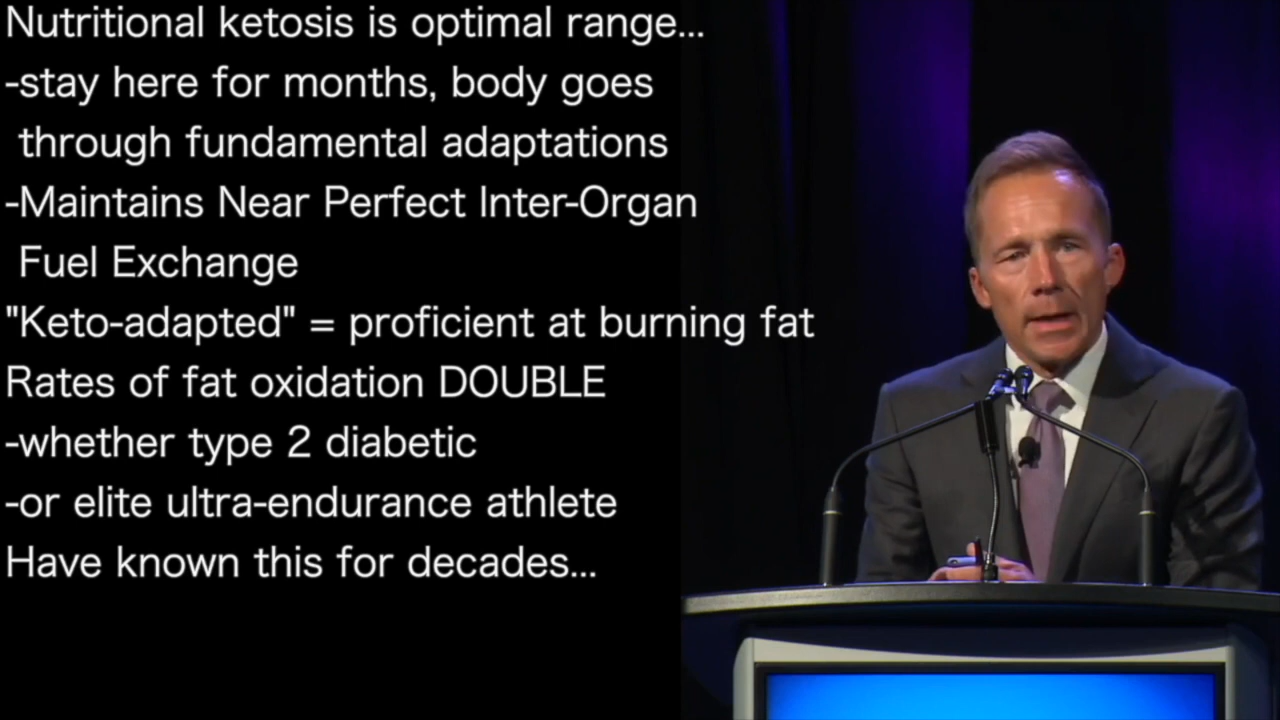 Nutritional ketosis is optimal range...
-stay here for months, body goes
through fundamental adaptations
-Maintains Near Perfect Inter-Organ
Fuel Exchange
"Keto-adapted" = proficient at burning fat
Rates of fat oxidation DOUBLE
-whether type 2 diabetic
-or elite ultra-endurance athlete
Have known this for decades...